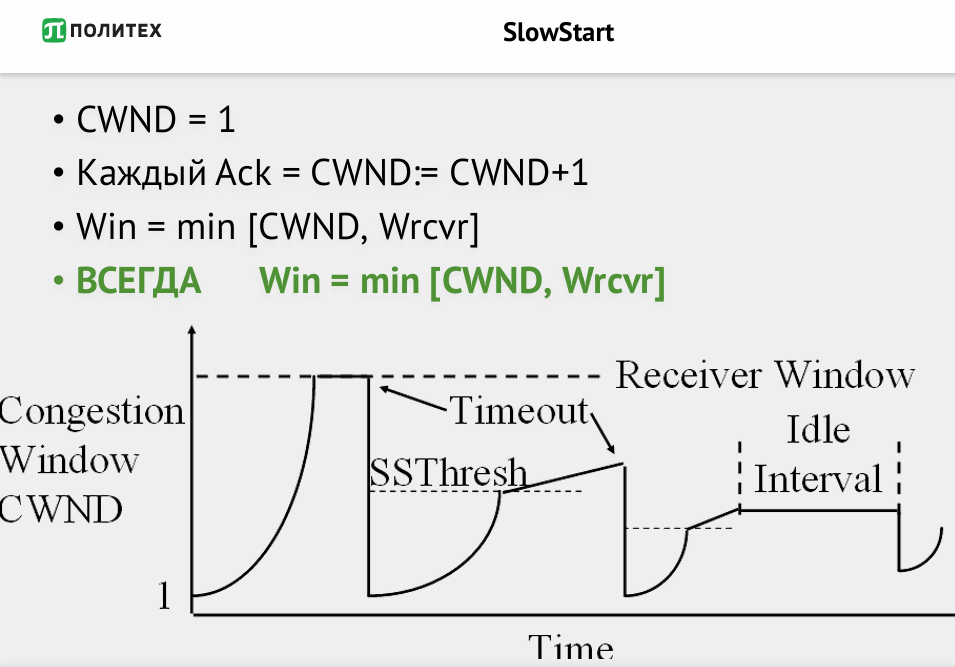 ПОЛИТЕХ
SlowStart
• CWND = 1
• Каждый Ack = CWND:= CWND+1
• Win = min [CWND, Wrcvr]
• ВСЕГДА Win = min [CWND, Wrcvr]
Receiver Window
Congestion
Window
CWND
Timeout
Idle
Interval
SSThresh
1
Time